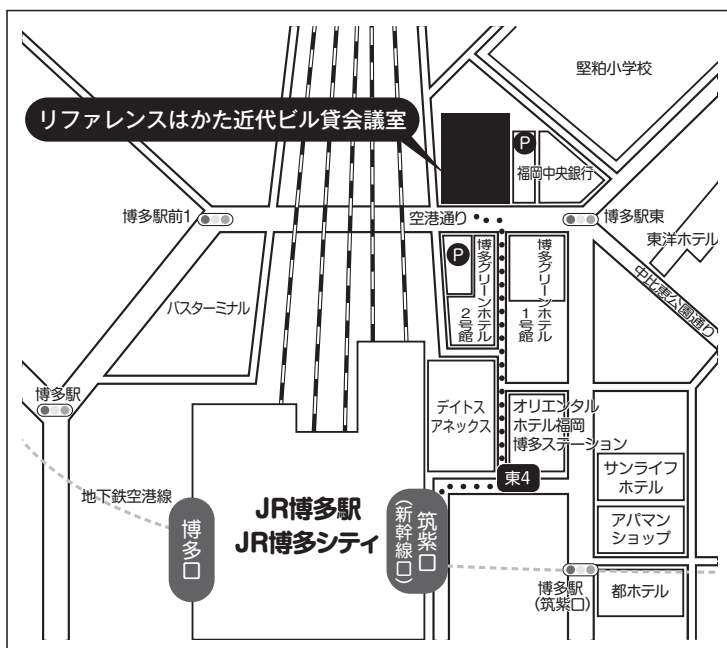 堅粕小学校
リファレンスはかた近代ビル貸会議室
P
福岡中央銀行
博多駅前1
空港通り
博多駅東
東洋ホテル
P
博多グリーンホテル
2号館
博多グリーンホテル
1号館
中比恵公園通り
バスターミナル
博多駅
デイトス
アネックス
オリエンタル
ホテル福岡
博多ステーション
サンライフ
ホテル
東4
地下鉄空港線
博多口
JR博多駅
JR博多シティ
筑紫口
(新幹線口)
アパマン
ショップ
博多駅
(筑紫口)
都ホテル